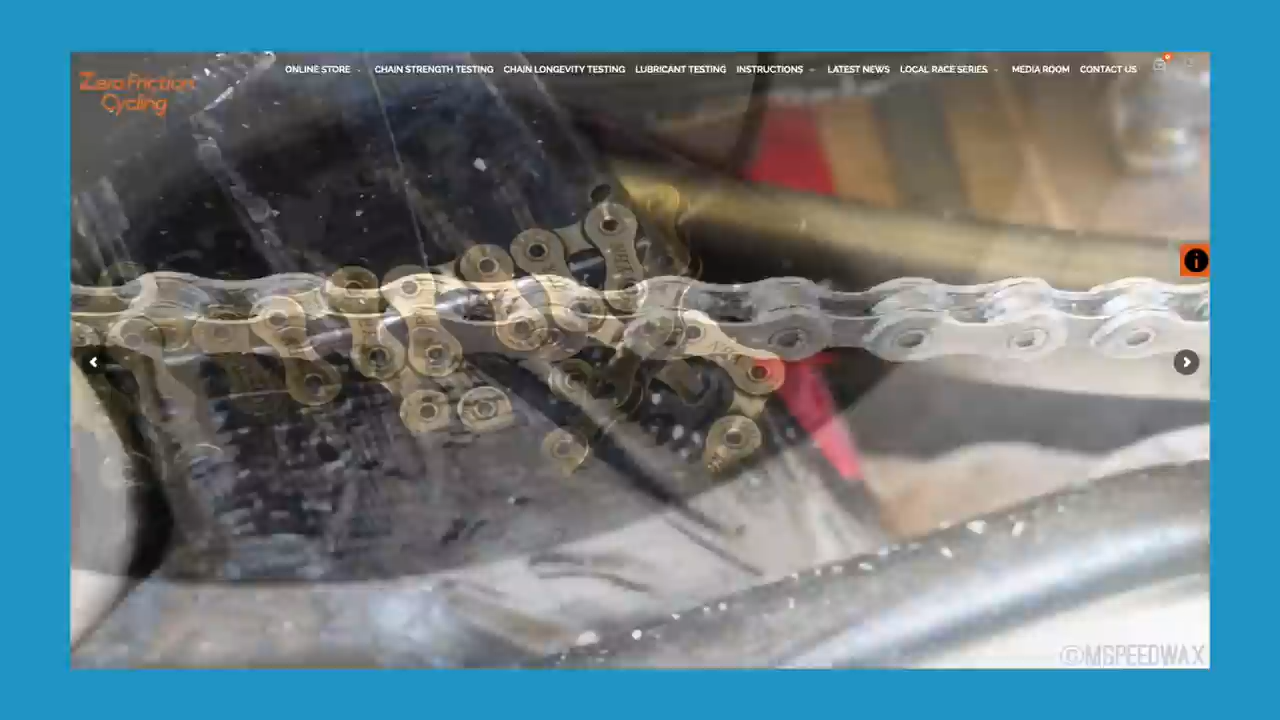 Zero Friction
Cycling
ONLINE STORE CHAIN STRENGTH TESTING CHAIN LONGEVITY TESTING LUBRICANT TESTING INSTRUCTIONS LATEST NEWS LOCAL RACE SERIES MEDIA ROOM CONTACT US
©MSPEEDWAX